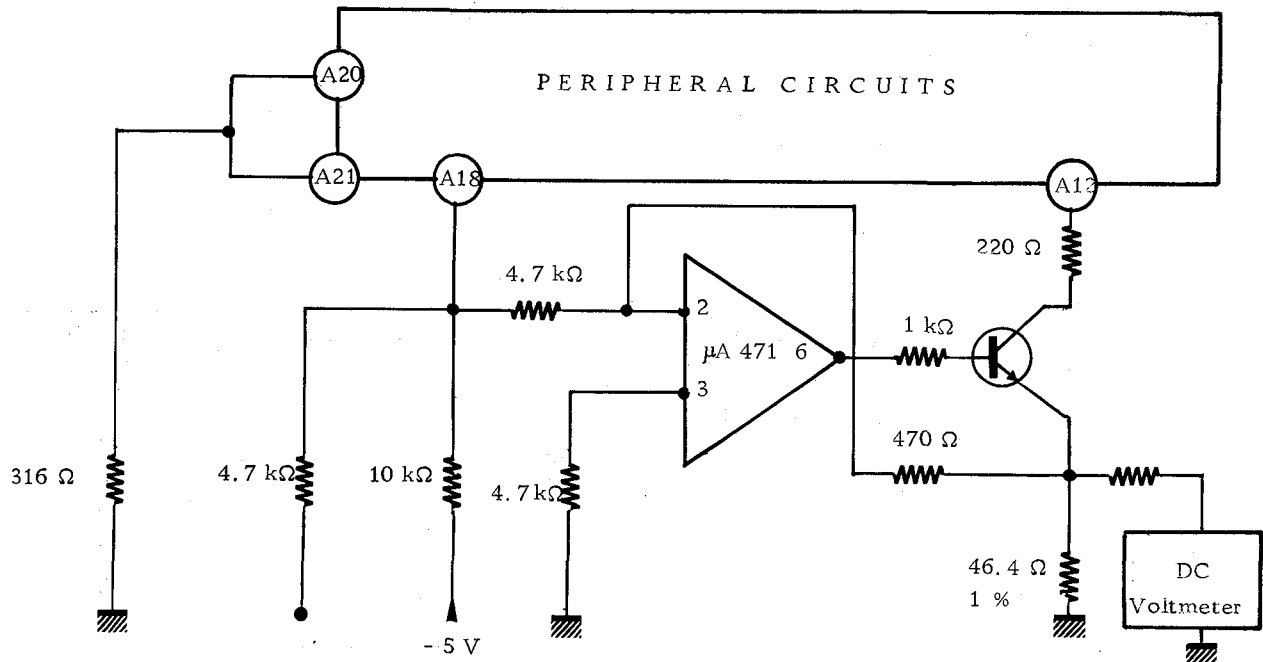 A20
PERIPHERAL CIRCUITS
A21
A18
A12
220 Ω
4.7 kΩ
2
µA 471 6
3
1 kΩ
470 Ω
316 Ω
4.7 kΩ
10 kΩ
4.7 kΩ
46.4 Ω
1 %
DC
Voltmeter
- 5 V